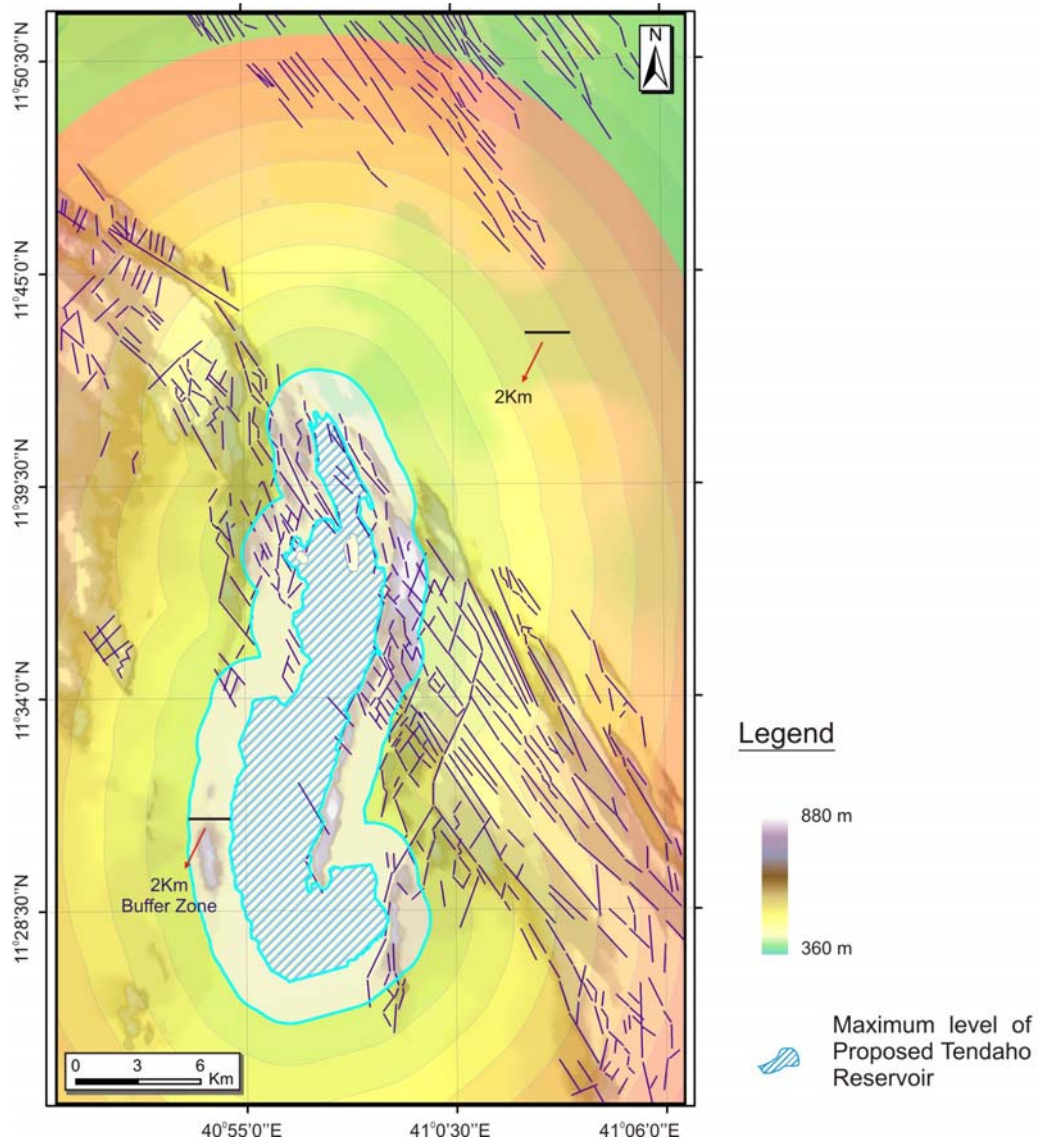 N
11°50'30"N
11°45'0"N
11°39'30"N
11°34'0"N
11°28'30"N
2Km
2Km
Buffer Zone
0 3 6
Km
40°55'0"E
41°0'30"E
41°06'0"E
Legend
880 m
360 m
Maximum level of
Proposed Tendaho
Reservoir